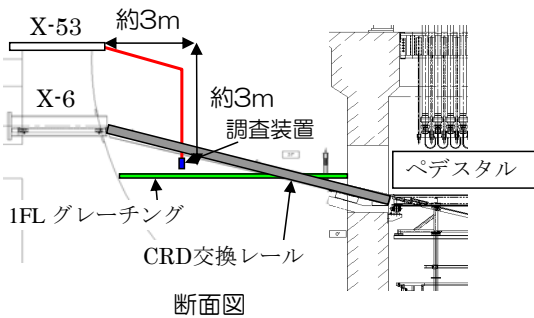 X-53
約3m
X-6
約3m
調査装置
ペデスタル
1FL グレーチング
CRD交換レール
断面図